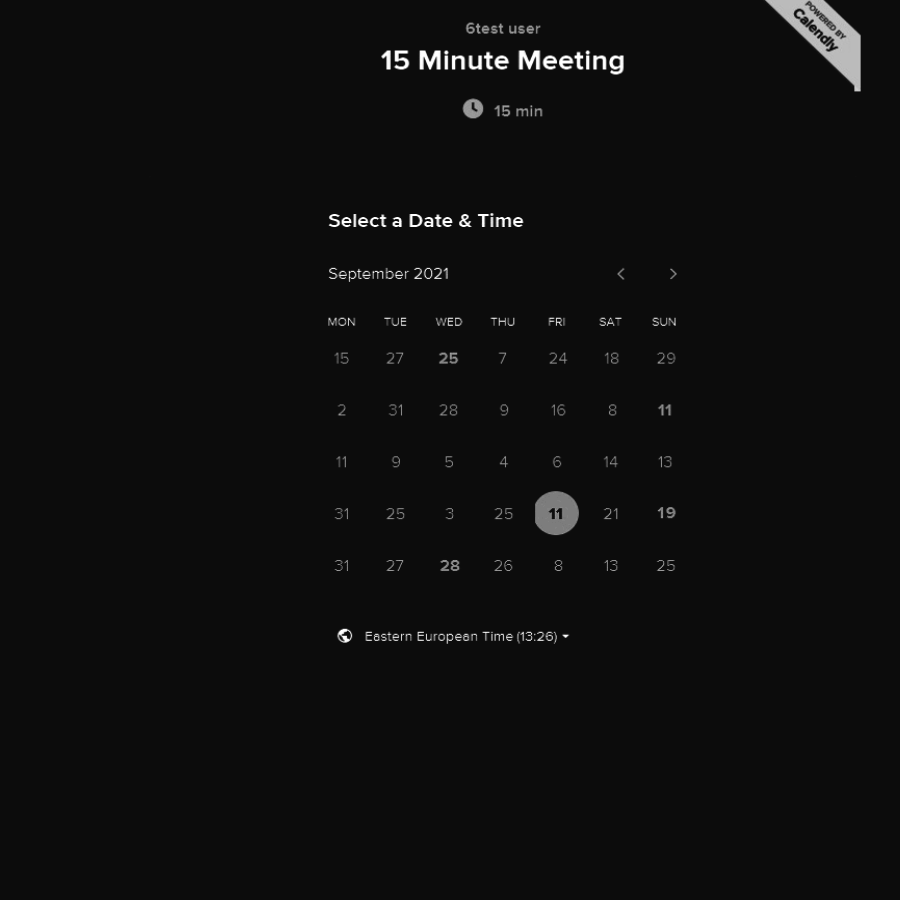 POWERED BY
Calendly
6test user
15 Minute Meeting
15 min
Select a Date & Time
September 2021
MON TUE WED THU FRI SAT SUN
15 27 25 7 24 18 29
2 31 28 9 16 8 11
11 9 5 4 6 14 13
31 25 3 25 11 21 19
31 27 28 26 8 13 25
Eastern European Time (13:26)